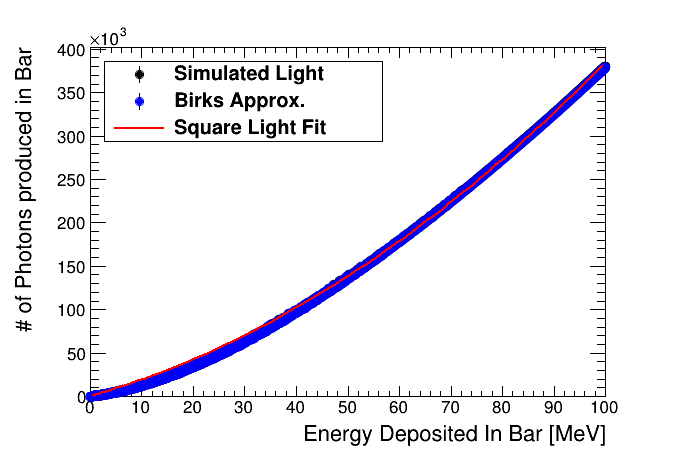 ×10³
400
350
300
250
200
150
100
50
0
# of Photons produced in Bar
Simulated Light
Birks Approx.
Square Light Fit
0 10 20 30 40 50 60 70 80 90 100
Energy Deposited In Bar [MeV]